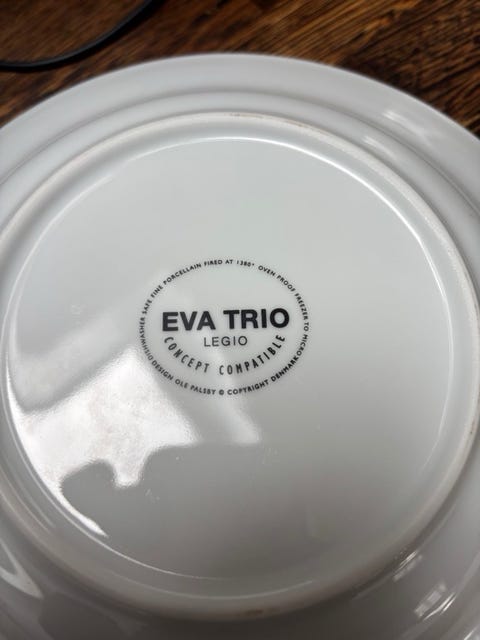 DISHWASHER SAFE FINE PORCELLAIN FIRED AT 1380° OVEN PROOF FREEZER TO MICRO
EVA TRIO
LEGIO
CONCEPT COMPATIBLE
DESIGN OLE PALSBY © COPYRIGHT DENMARK